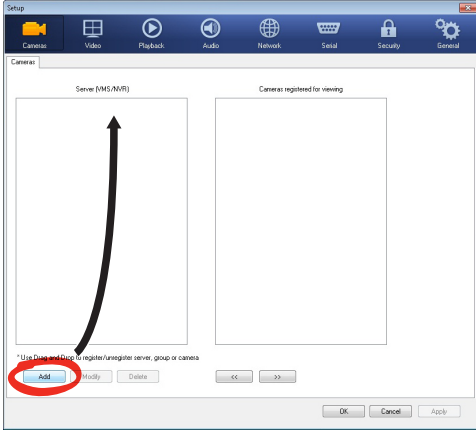 Setup
Cameras Video Playback Audio Network Serial Security General
Cameras
Server (VMS/NVR) Cameras registered for viewing
* Use Drag and Drop to register/unregister server, group or camera
Add Modify Delete << >>
OK Cancel Apply